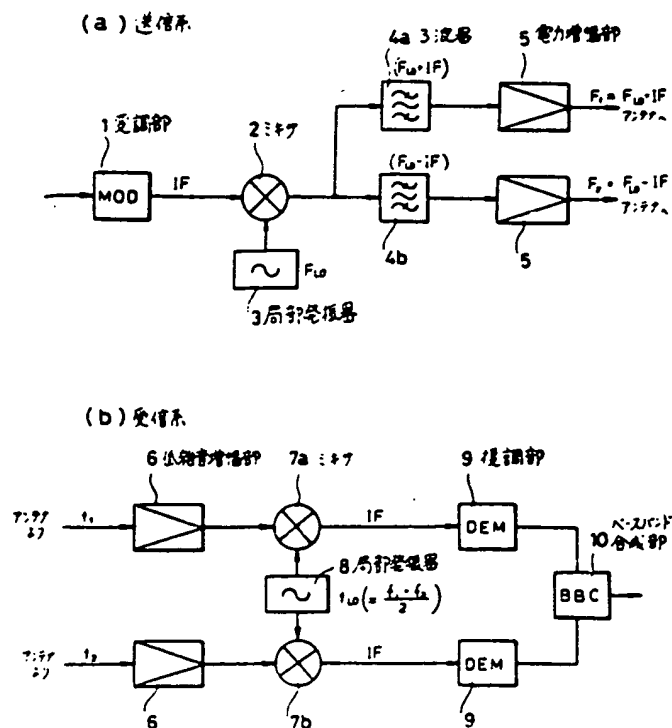 (a) 送信系
4a ろ波器
5 電力増幅部
(FLO+IF)
F1 = FLO+IF
アンテナへ
1 変調部
2 ミキサ
MOD
IF
(FLO-IF)
F2 = FLO-IF
アンテナへ
4b
5
FLO
3 局部発振器
(b) 受信系
6 低雑音増幅部
7a ミキサ
9 復調部
アンテナより
f1
IF
DEM
ベースバンド
10 合成部
8 局部発振器
fLO(= f1-f2 / 2)
BBC
アンテナより
f2
IF
DEM
6
7b
9